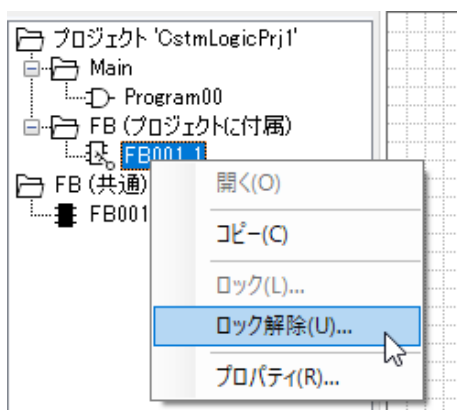 プロジェクト 'CstmLogicPrj1'
Main
Program00
FB (プロジェクトに付属)
FB001_1
FB (共通)
FB001
開く(O)
コピー(C)
ロック(L)...
ロック解除(U)...
プロパティ(R)...